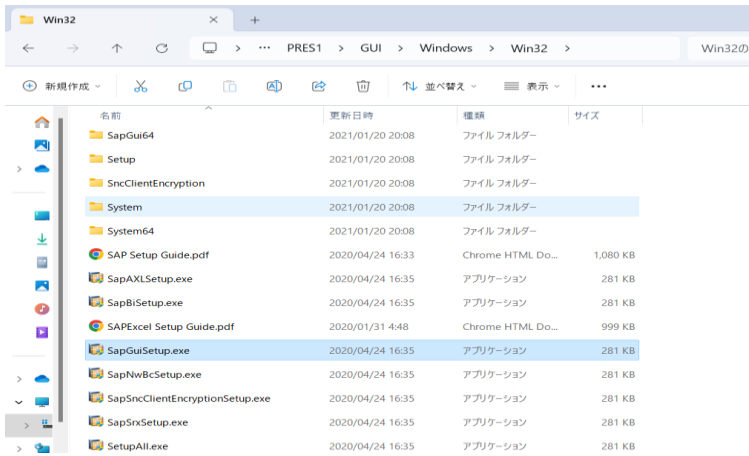 Win32
… PRES1 > GUI > Windows > Win32 > Win32の
新規作成 並べ替え 表示 …
名前 更新日時 種類 サイズ
SapGui64 2021/01/20 20:08 ファイル フォルダー
Setup 2021/01/20 20:08 ファイル フォルダー
SncClientEncryption 2021/01/20 20:08 ファイル フォルダー
System 2021/01/20 20:08 ファイル フォルダー
System64 2021/01/20 20:08 ファイル フォルダー
SAP Setup Guide.pdf 2020/04/24 16:33 Chrome HTML Do... 1,080 KB
SapAXLSetup.exe 2020/04/24 16:35 アプリケーション 281 KB
SapBiSetup.exe 2020/04/24 16:35 アプリケーション 281 KB
SAPExcel Setup Guide.pdf 2020/01/31 4:48 Chrome HTML Do... 999 KB
SapGuiSetup.exe 2020/04/24 16:35 アプリケーション 281 KB
SapNwBcSetup.exe 2020/04/24 16:35 アプリケーション 281 KB
SapSncClientEncryptionSetup.exe 2020/04/24 16:35 アプリケーション 281 KB
SapSrxSetup.exe 2020/04/24 16:35 アプリケーション 281 KB
SetupAll.exe 2020/04/24 16:35 アプリケーション 281 KB